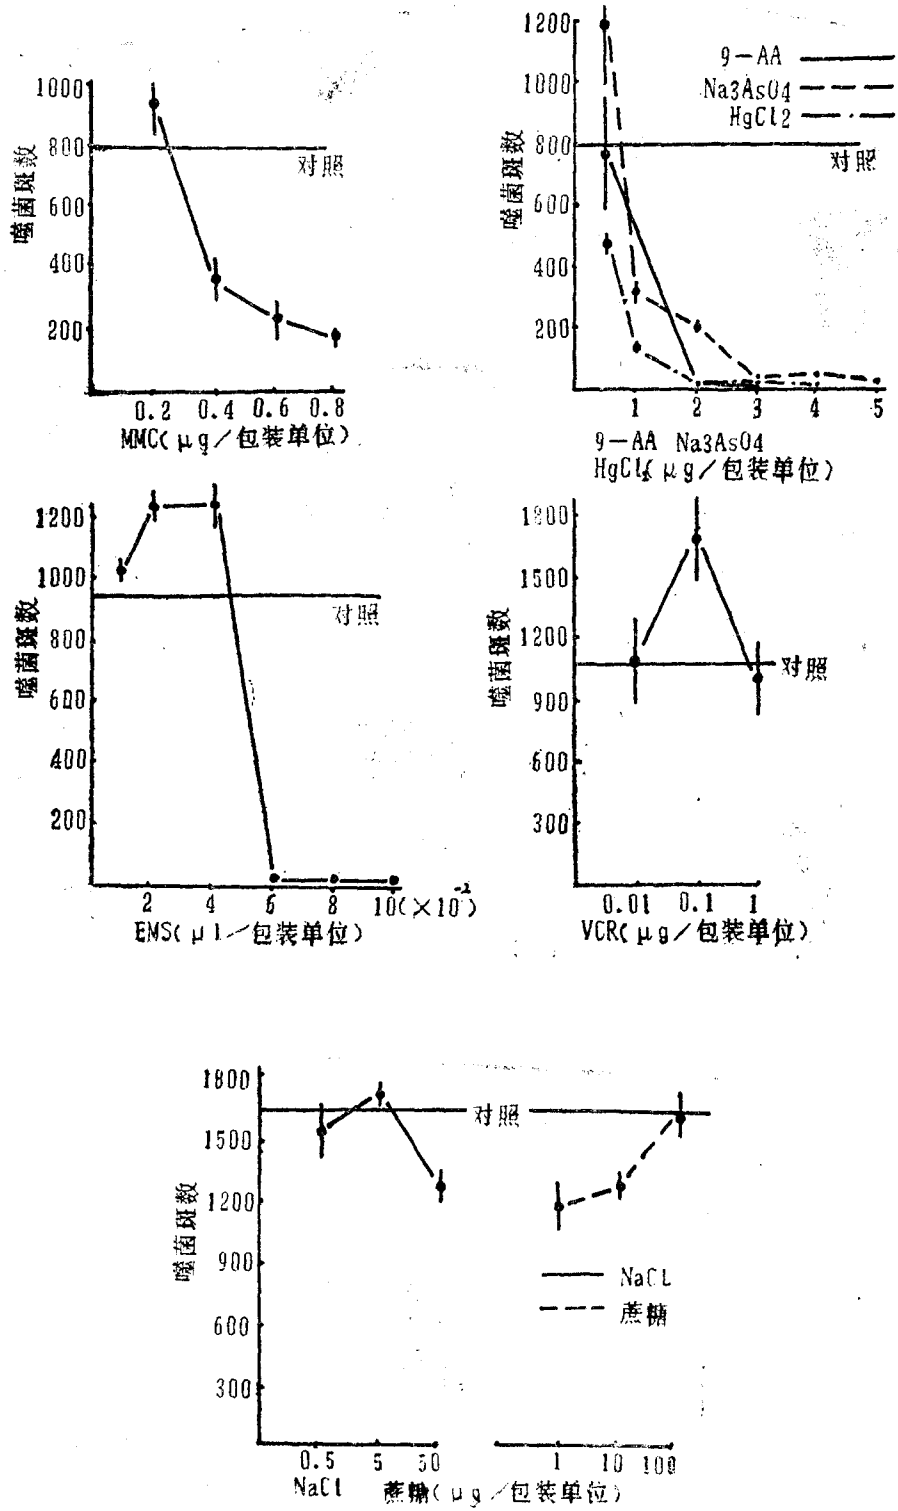 1000
800
600
400
200
噬菌斑数
对照
0.2 0.4 0.6 0.8
MMC(μg/包装单位)
1200
1000
800
600
400
200
噬菌斑数
9-AA
Na3AsO4
HgCl2
对照
1 2 3 4 5
9-AA Na3AsO4
HgCl2(μg/包装单位)
1200
1000
800
600
400
200
噬菌斑数
对照
2 4 6 8 10(×10⁻²)
EMS(μl/包装单位)
1800
1500
1200
900
600
300
噬菌斑数
对照
0.01 0.1 1
VCR(μg/包装单位)
1800
1500
1200
900
600
300
噬菌斑数
对照
NaCl
蔗糖
0.5 5 50 1 10 100
NaCl 蔗糖(μg/包装单位)